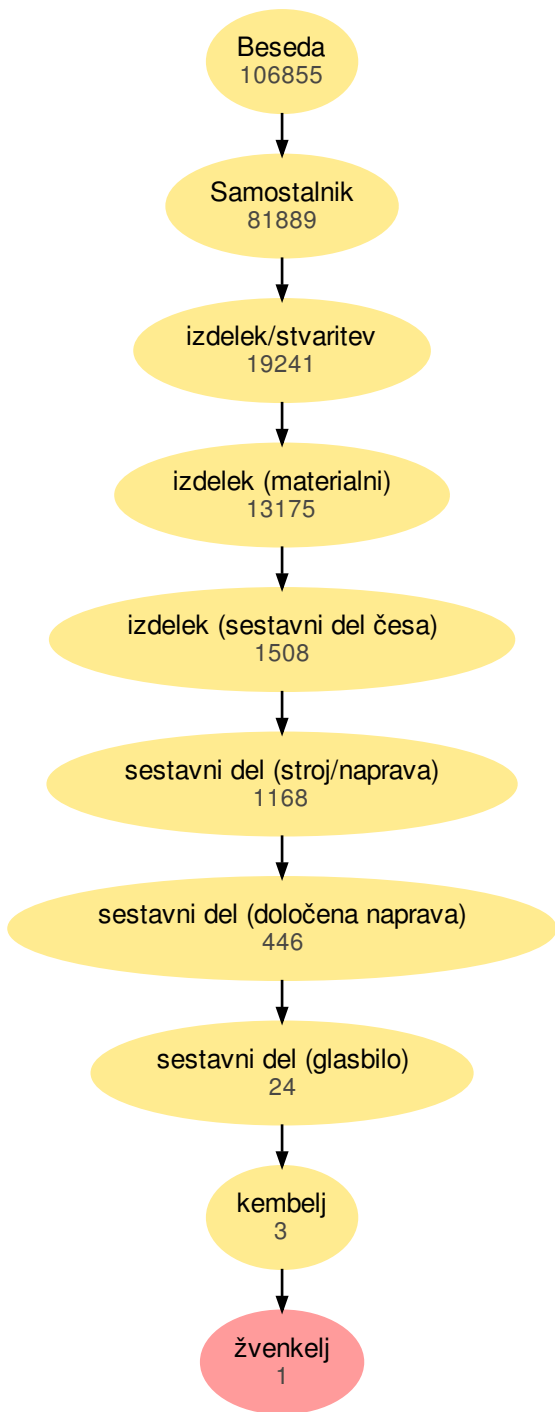 Beseda
106855
Samostalnik
81889
izdelek/stvaritev
19241
izdelek (materialni)
13175
izdelek (sestavni del česa)
1508
sestavni del (stroj/naprava)
1168
sestavni del (določena naprava)
446
sestavni del (glasbilo)
24
kembelj
3
žvenkelj
1